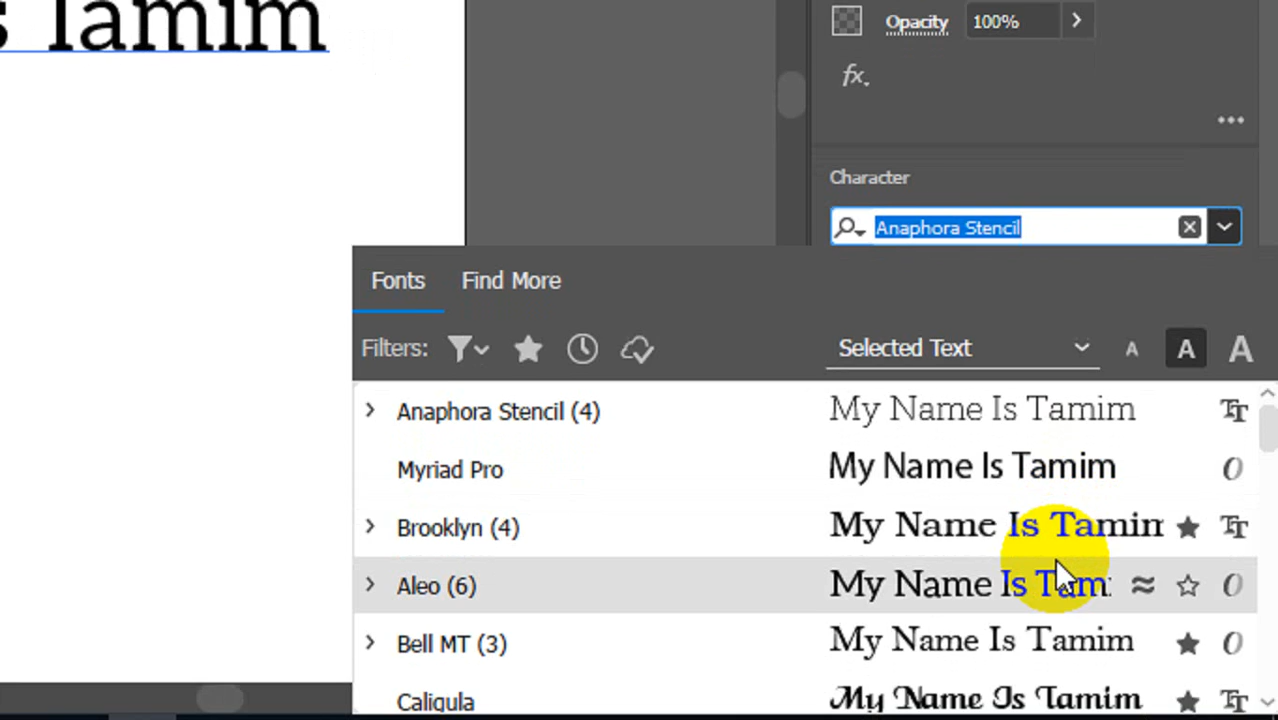 s Tamim
Opacity 100%
fx.
Character
Anaphora Stencil
Fonts Find More
Filters: Selected Text A A A
Anaphora Stencil (4) My Name Is Tamim
Myriad Pro My Name Is Tamim O
Brooklyn (4) My Name Is Tamim
Aleo (6) My Name Is Tam O
Bell MT (3) My Name Is Tamim O
Caligula My Name Is Tamim